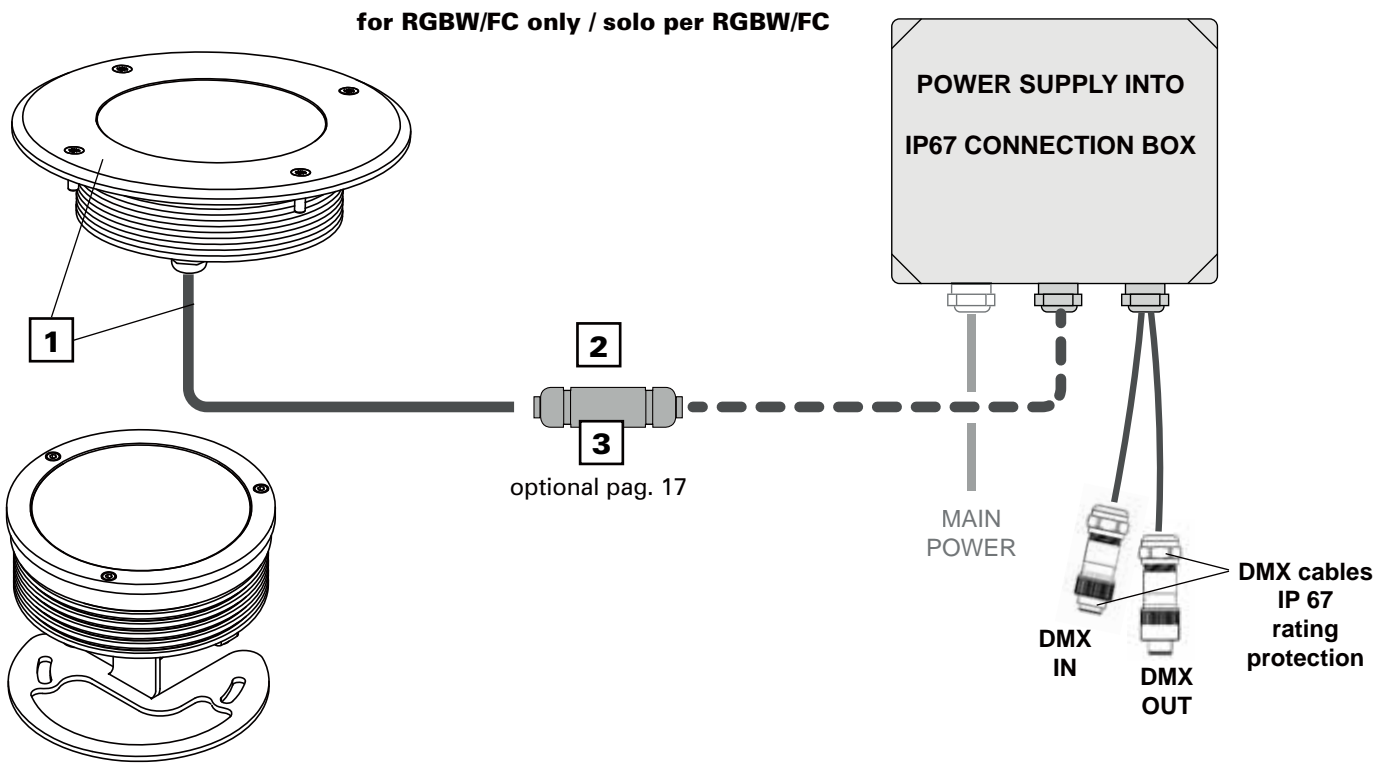 for RGBW/FC only / solo per RGBW/FC
POWER SUPPLY INTO
IP67 CONNECTION BOX
1
2
3
optional pag. 17
MAIN
POWER
DMX
IN
DMX
OUT
DMX cables
IP 67
rating
protection